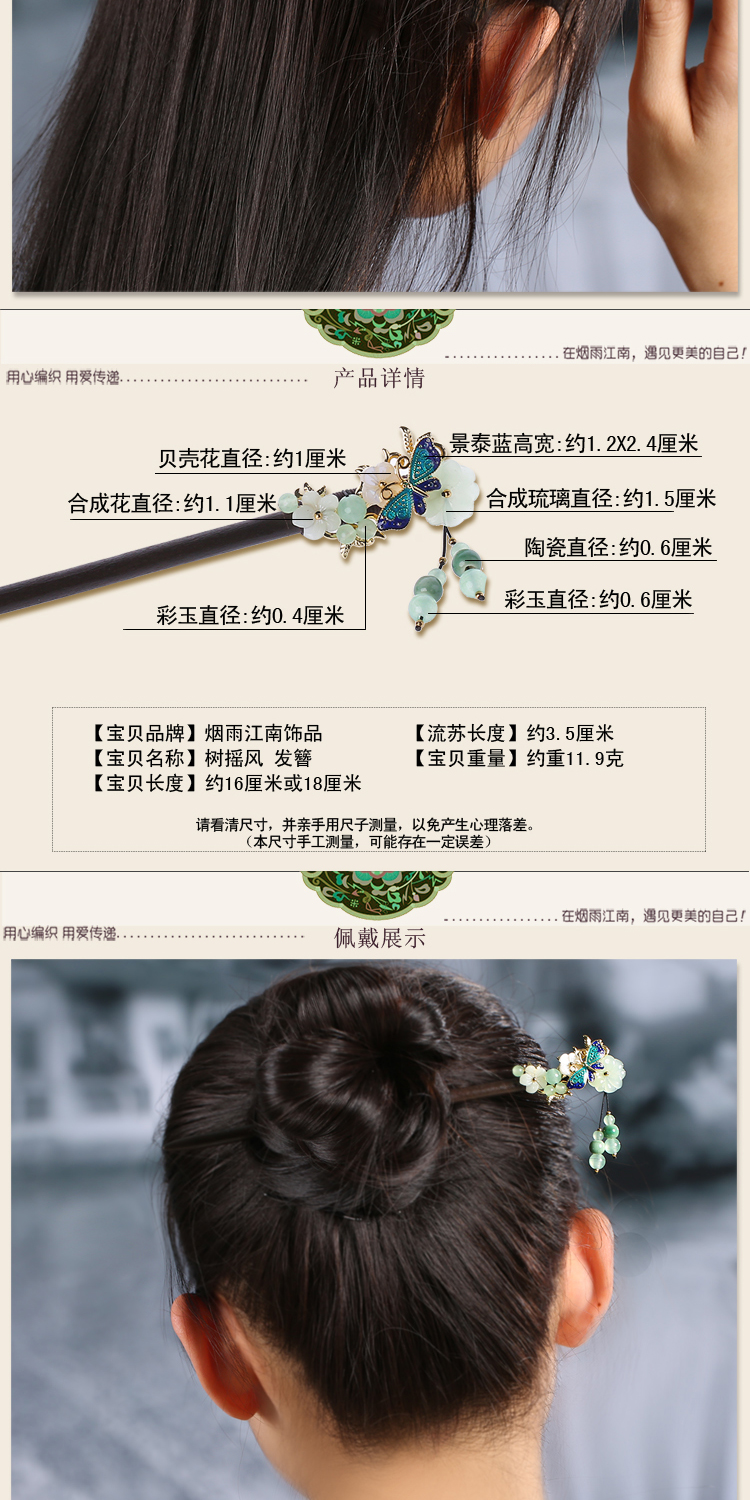 在烟雨江南，遇见更美的自己！
用心编织 用爱传递
产品详情
贝壳花直径:约1厘米
景泰蓝高宽:约1.2X2.4厘米
合成花直径:约1.1厘米
合成琉璃直径:约1.5厘米
陶瓷直径:约0.6厘米
彩玉直径:约0.4厘米
彩玉直径:约0.6厘米
【宝贝品牌】烟雨江南饰品
【流苏长度】约3.5厘米
【宝贝名称】树摇风 发簪
【宝贝重量】约重11.9克
【宝贝长度】约16厘米或18厘米
请看清尺寸，并亲手用尺子测量，以免产生心理落差。
（本尺寸手工测量，可能存在一定误差）
在烟雨江南，遇见更美的自己！
用心编织 用爱传递
佩戴展示